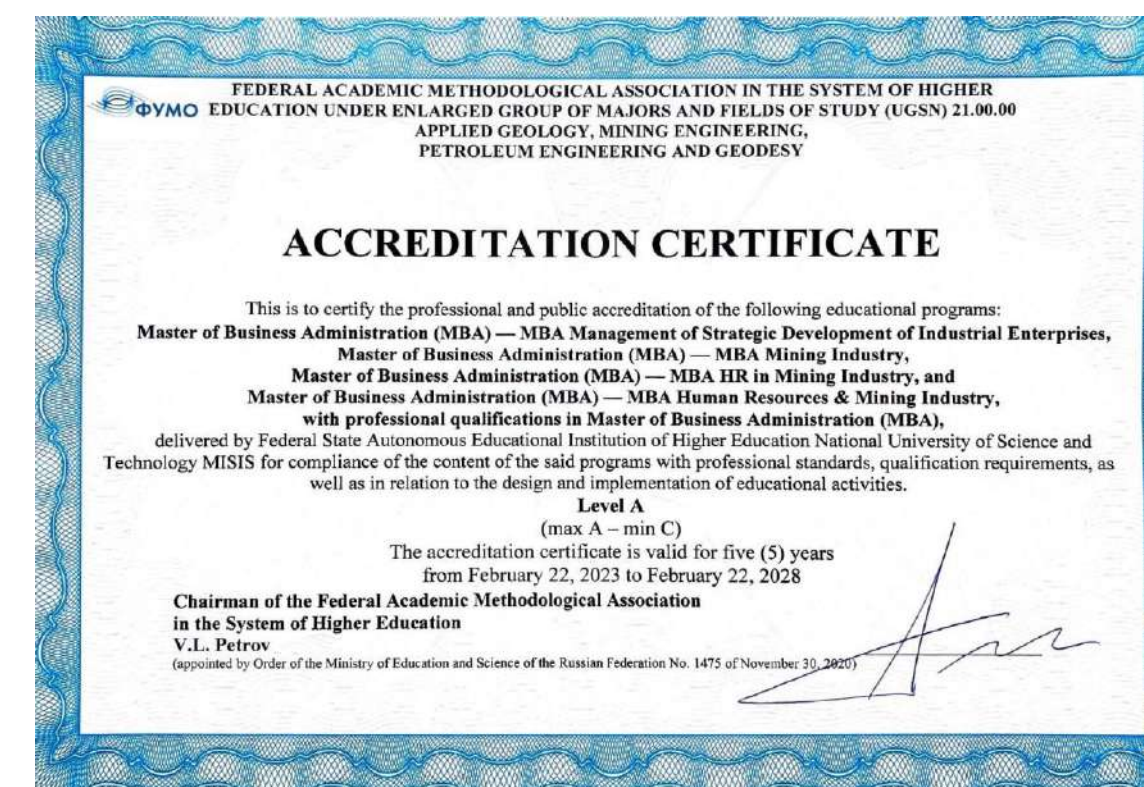 FEDERAL ACADEMIC METHODOLOGICAL ASSOCIATION IN THE SYSTEM OF HIGHER
ФУМО EDUCATION UNDER ENLARGED GROUP OF MAJORS AND FIELDS OF STUDY (UGSN) 21.00.00
APPLIED GEOLOGY, MINING ENGINEERING,
PETROLEUM ENGINEERING AND GEODESY
ACCREDITATION CERTIFICATE
This is to certify the professional and public accreditation of the following educational programs:
Master of Business Administration (MBA) — MBA Management of Strategic Development of Industrial Enterprises,
Master of Business Administration (MBA) — MBA Mining Industry,
Master of Business Administration (MBA) — MBA HR in Mining Industry, and
Master of Business Administration (MBA) — MBA Human Resources & Mining Industry,
with professional qualifications in Master of Business Administration (MBA),
delivered by Federal State Autonomous Educational Institution of Higher Education National University of Science and
Technology MISIS for compliance of the content of the said programs with professional standards, qualification requirements, as
well as in relation to the design and implementation of educational activities.
Level A
(max A – min C)
The accreditation certificate is valid for five (5) years
from February 22, 2023 to February 22, 2028
Chairman of the Federal Academic Methodological Association
in the System of Higher Education
V.L. Petrov
(appointed by Order of the Ministry of Education and Science of the Russian Federation No. 1475 of November 30, 2020)